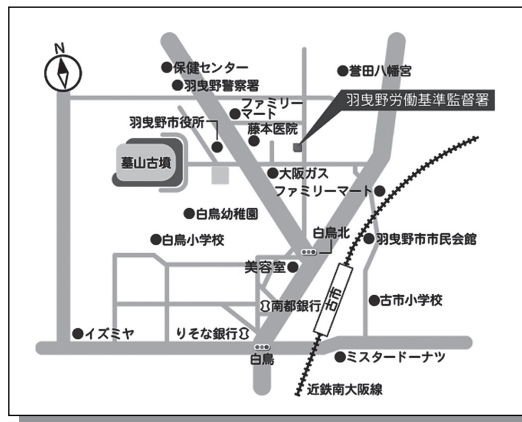 N
保健センター
羽曳野警察署
誉田八幡宮
羽曳野労働基準監督署
ファミリー
マート
羽曳野市役所
藤本医院
墓山古墳
大阪ガス
ファミリーマート
白鳥幼稚園
白鳥北
白鳥小学校
羽曳野市市民会館
美容室
古市
南都銀行
古市小学校
イズミヤ
りそな銀行
白鳥
ミスタードーナツ
近鉄南大阪線